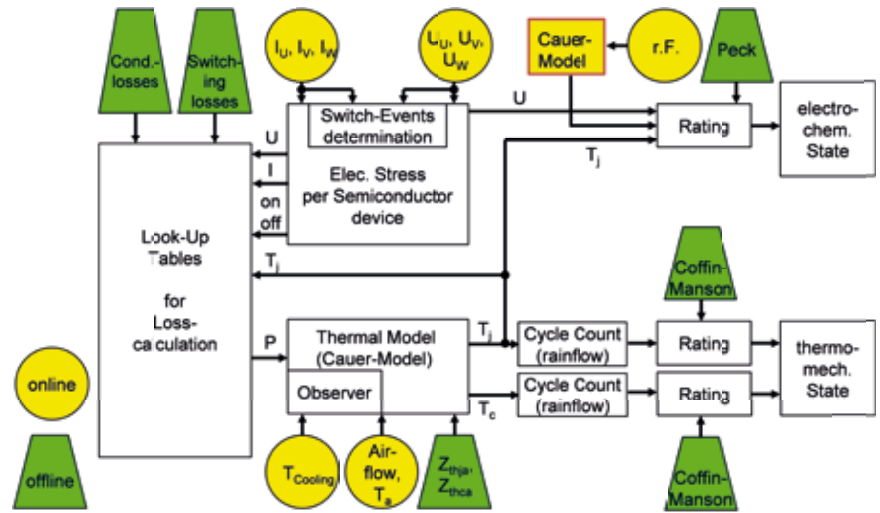 Cond.-
losses
Switch-
ing
losses
I_U, I_V, I_W
U_U, U_V,
U_W
Cauer-
Model
r.F.
Peck
Switch-Events
determination
U
Rating
electro-
chem.
State
U
I
on
off
Elec. Stress
per Semiconductor
device
T_j
Look-Up
Tables
for
Loss-
ca culation
T_j
Coffin-
Manson
P
Thermal Model
(Cauer-Model)
T_j
Cycle Count
(rainflow)
Rating
thermo-
mech.
State
Observer
T_c
Cycle Count
(rainflow)
Rating
online
offline
T_Cooling
Air-
flow,
T_a
Z_thja,
Z_thca
Coffin-
Manson